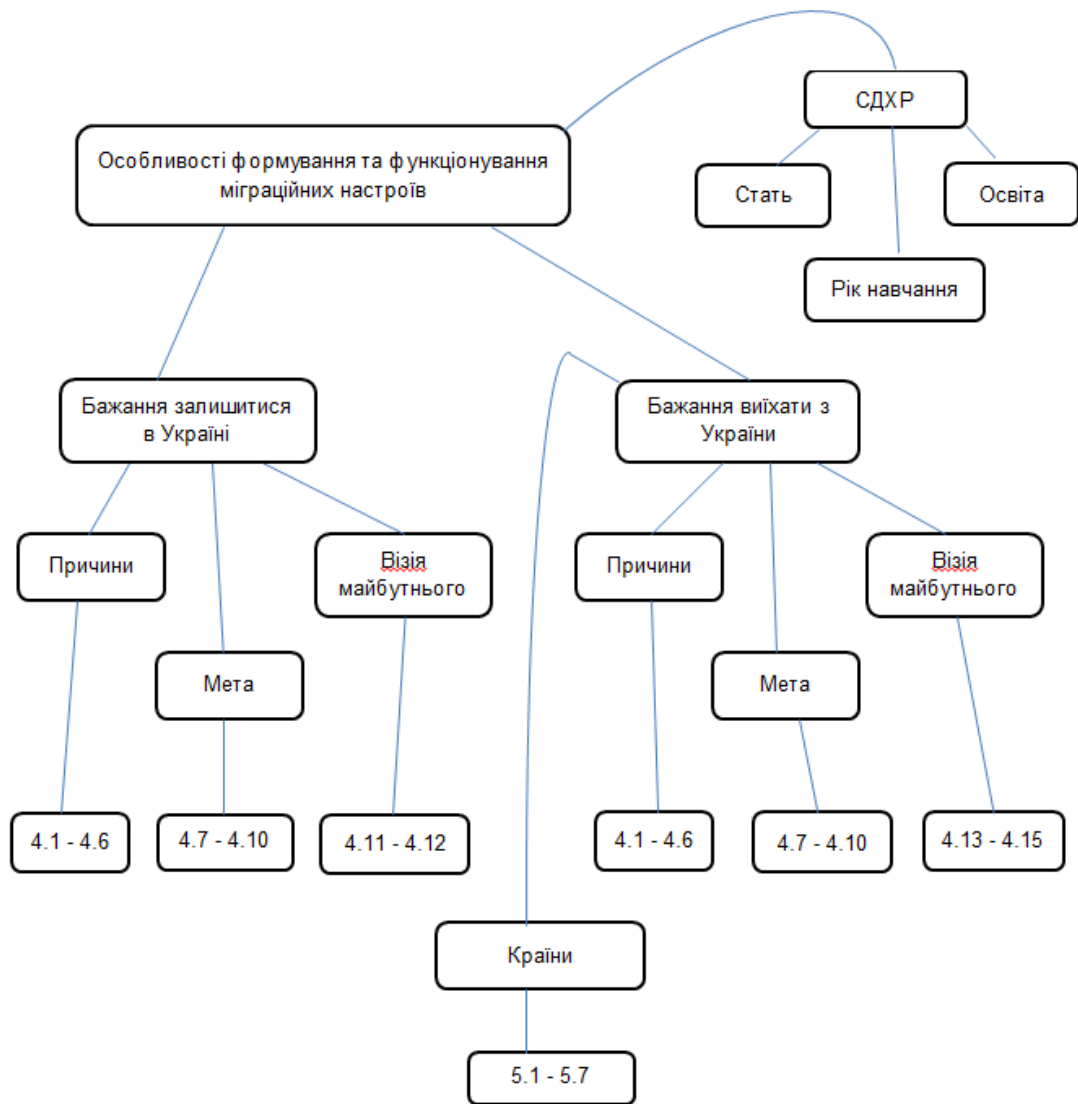 СДХР
Особливості формування та функціонування
міграційних настроїв
Стать
Освіта
Рік навчання
Бажання залишитися
в Україні
Бажання виїхати з
України
Причини
Візія
майбутнього
Причини
Візія
майбутнього
Мета
Мета
4.1 - 4.6
4.7 - 4.10
4.11 - 4.12
4.1 - 4.6
4.7 - 4.10
4.13 - 4.15
Країни
5.1 - 5.7